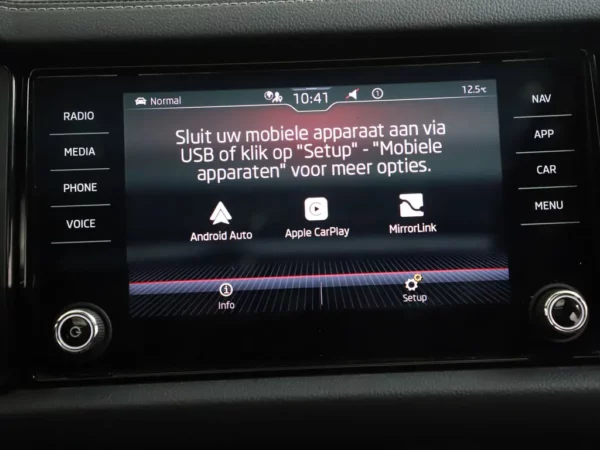 RADIO
MEDIA
PHONE
VOICE
Normal
10:41
1
12.5°C
Sluit uw mobiele apparaat aan via
USB of klik op "Setup" - "Mobiele
apparaten" voor meer opties.
Android Auto
Apple CarPlay
MirrorLink
Info
Setup
NAV
APP
CAR
MENU